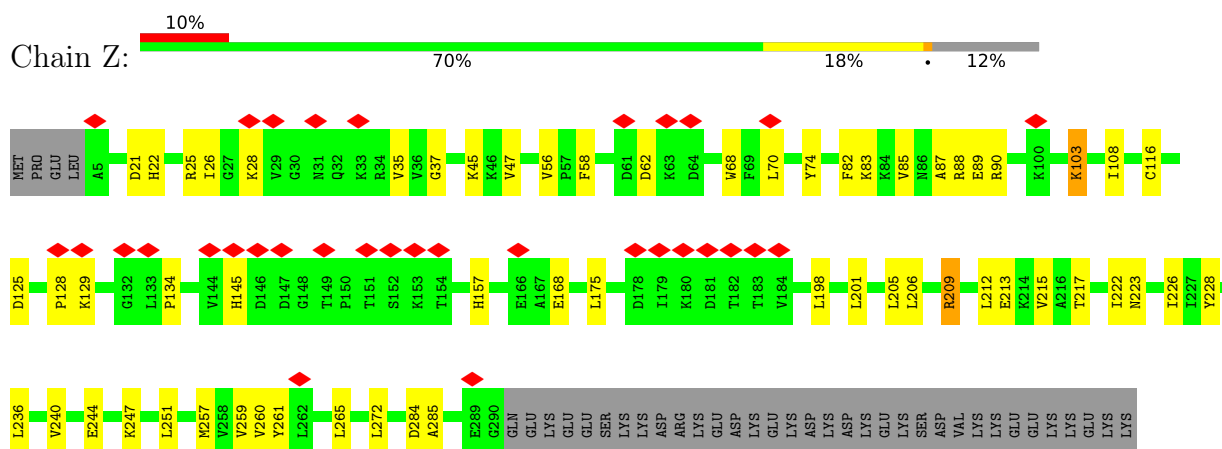 10%
Chain Z:
70% 18% • 12%
MET PRO GLU LEU A5 D21 H22 R25 I26 G27 K28 V29 G30 N31 Q32 K33 R34 V35 V36 G37 K45 K46 V47 V56 P57 F58 D61 D62 K63 D64 W68 F69 L70 Y74 F82 K83 K84 V85 N86 A87 R88 E89 R90 K100 K103 I108 C116
D125 P128 K129 G132 L133 P134 V144 H145 D146 D147 G148 T149 P150 T151 S152 K153 T154 H157 E166 A167 E168 L175 D178 I179 K180 D181 T182 T183 V184 L198 L201 L205 L206 R209 L212 E213 K214 V215 A216 T217 I222 N223 I226 I227 Y228
L236 V240 E244 K247 L251 M257 V258 V259 V260 Y261 L262 L265 L272 D284 A285 E289 G290 GLN GLU LYS GLU GLU SER LYS LYS ASP ARG LYS GLU ASP LYS GLU LYS ASP LYS ASP LYS GLU LYS SER ASP VAL LYS LYS GLU GLU LYS LYS GLU LYS LYS